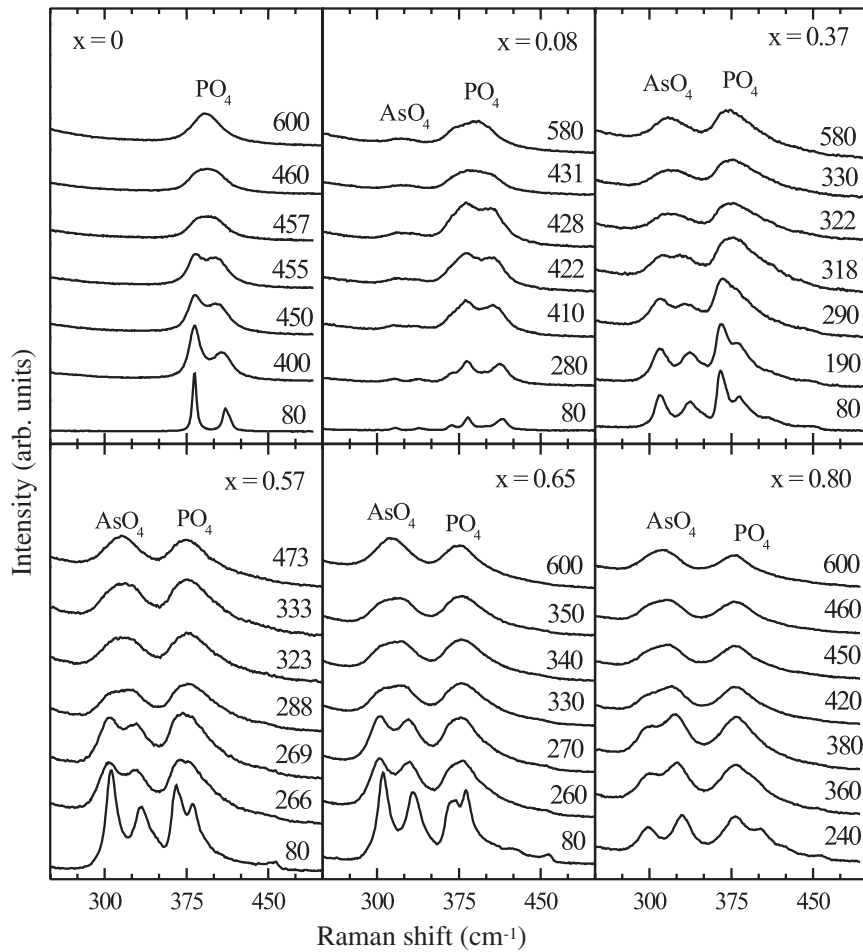 x = 0
PO4
600
460
457
455
450
400
80
x = 0.08
AsO4
PO4
580
431
428
422
410
280
80
x = 0.37
AsO4
PO4
580
330
322
318
290
190
80
x = 0.57
AsO4
PO4
473
333
323
288
269
266
80
x = 0.65
AsO4
PO4
600
350
340
330
270
260
80
x = 0.80
AsO4
PO4
600
460
450
420
380
360
240
300 375 450 300 375 450 300 375 450
Intensity (arb. units)
Raman shift (cm-1)